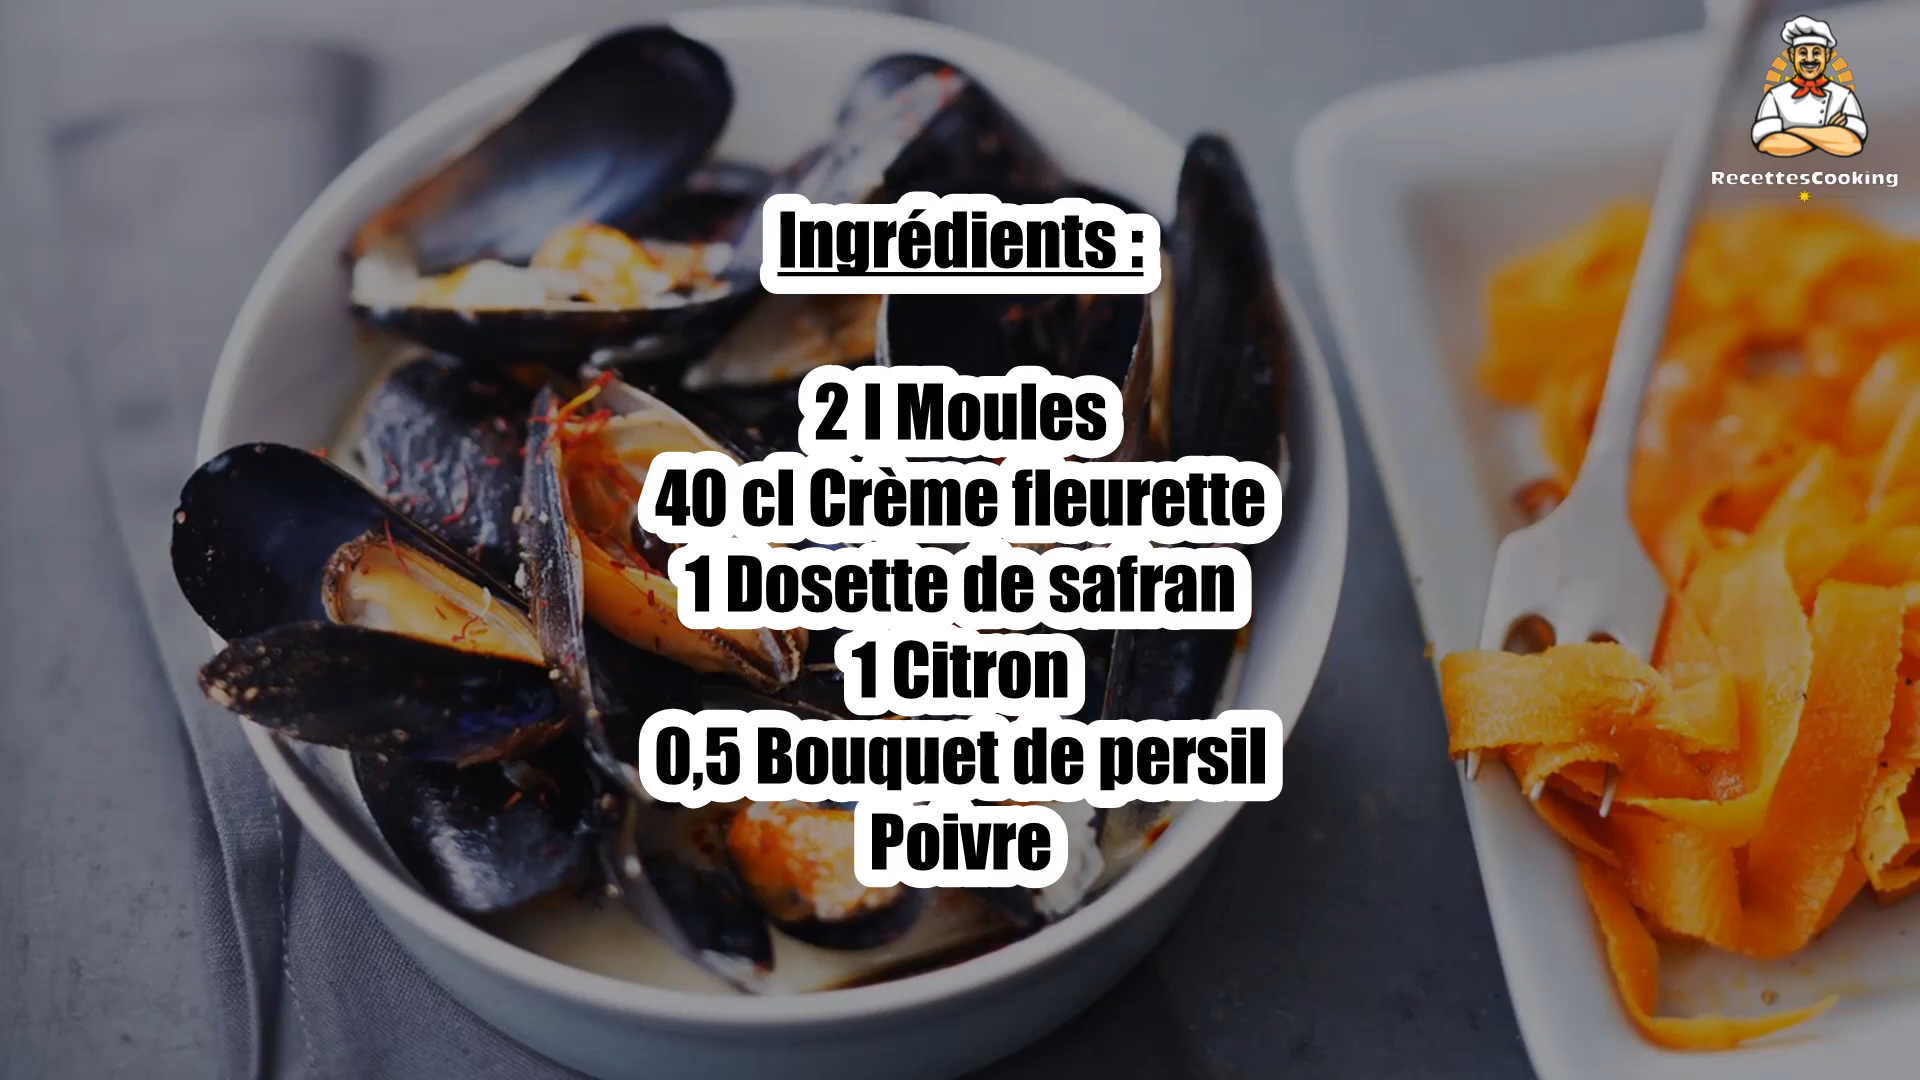 RecettesCooking
Ingrédients :
2 l Moules
40 cl Crème fleurette
1 Dosette de safran
1 Citron
0,5 Bouquet de persil
Poivre